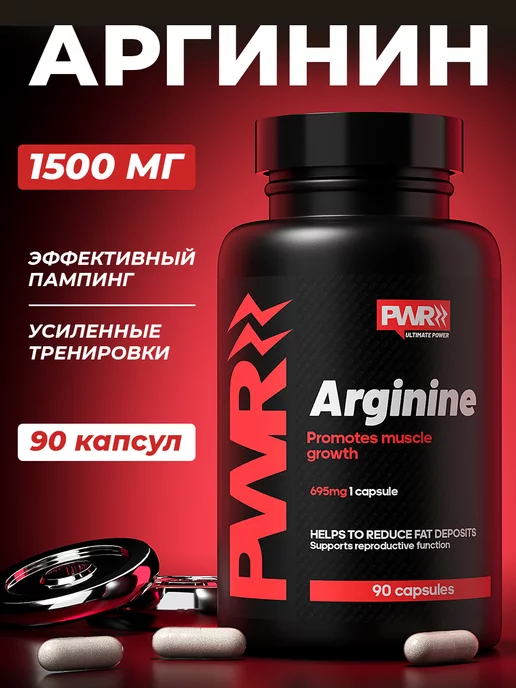 АРГИНИН
1500 МГ
ЭФФЕКТИВНЫЙ
ПАМПИНГ
УСИЛЕННЫЕ
ТРЕНИРОВКИ
90 капсул
PWR
PWR
ULTIMATE POWER
Arginine
Promotes muscle
growth
695mg 1 capsule
HELPS TO REDUCE FAT DEPOSITS
Supports reproductive function
90 capsules